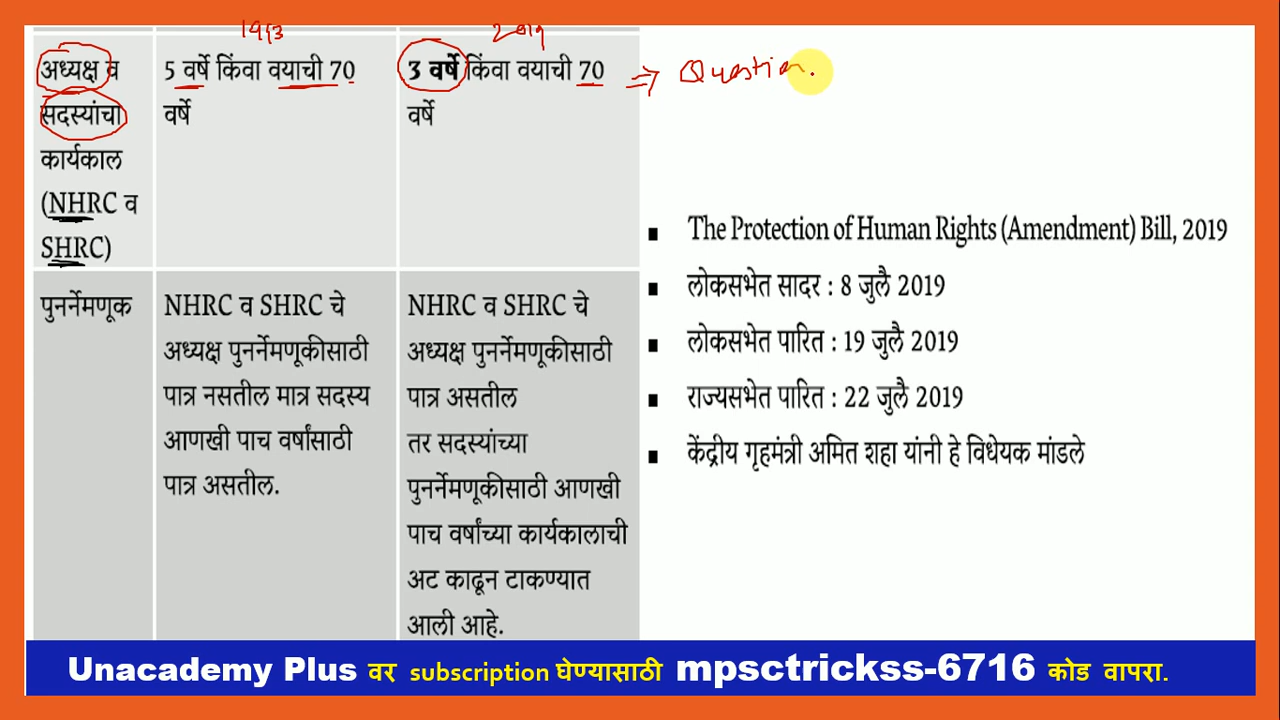 1993
2019
अध्यक्ष व
सदस्यांचा
कार्यकाल
(NHRC व
SHRC)
5 वर्षे किंवा वयाची 70
वर्षे
3 वर्षे किंवा वयाची 70
वर्षे
⇒ Question.
पुनर्नेमणूक
NHRC व SHRC चे
अध्यक्ष पुनर्नेमणूकीसाठी
पात्र नसतील मात्र सदस्य
आणखी पाच वर्षांसाठी
पात्र असतील.
NHRC व SHRC चे
अध्यक्ष पुनर्नेमणूकीसाठी
पात्र असतील
तर सदस्यांच्या
पुनर्नेमणूकीसाठी आणखी
पाच वर्षांच्या कार्यकालाची
अट काढून टाकण्यात
आली आहे.
▪ The Protection of Human Rights (Amendment) Bill, 2019
▪ लोकसभेत सादर : 8 जुलै 2019
▪ लोकसभेत पारित : 19 जुलै 2019
▪ राज्यसभेत पारित : 22 जुलै 2019
▪ केंद्रीय गृहमंत्री अमित शहा यांनी हे विधेयक मांडले
Unacademy Plus वर subscription घेण्यासाठी mpsctrickss-6716 कोड वापरा.